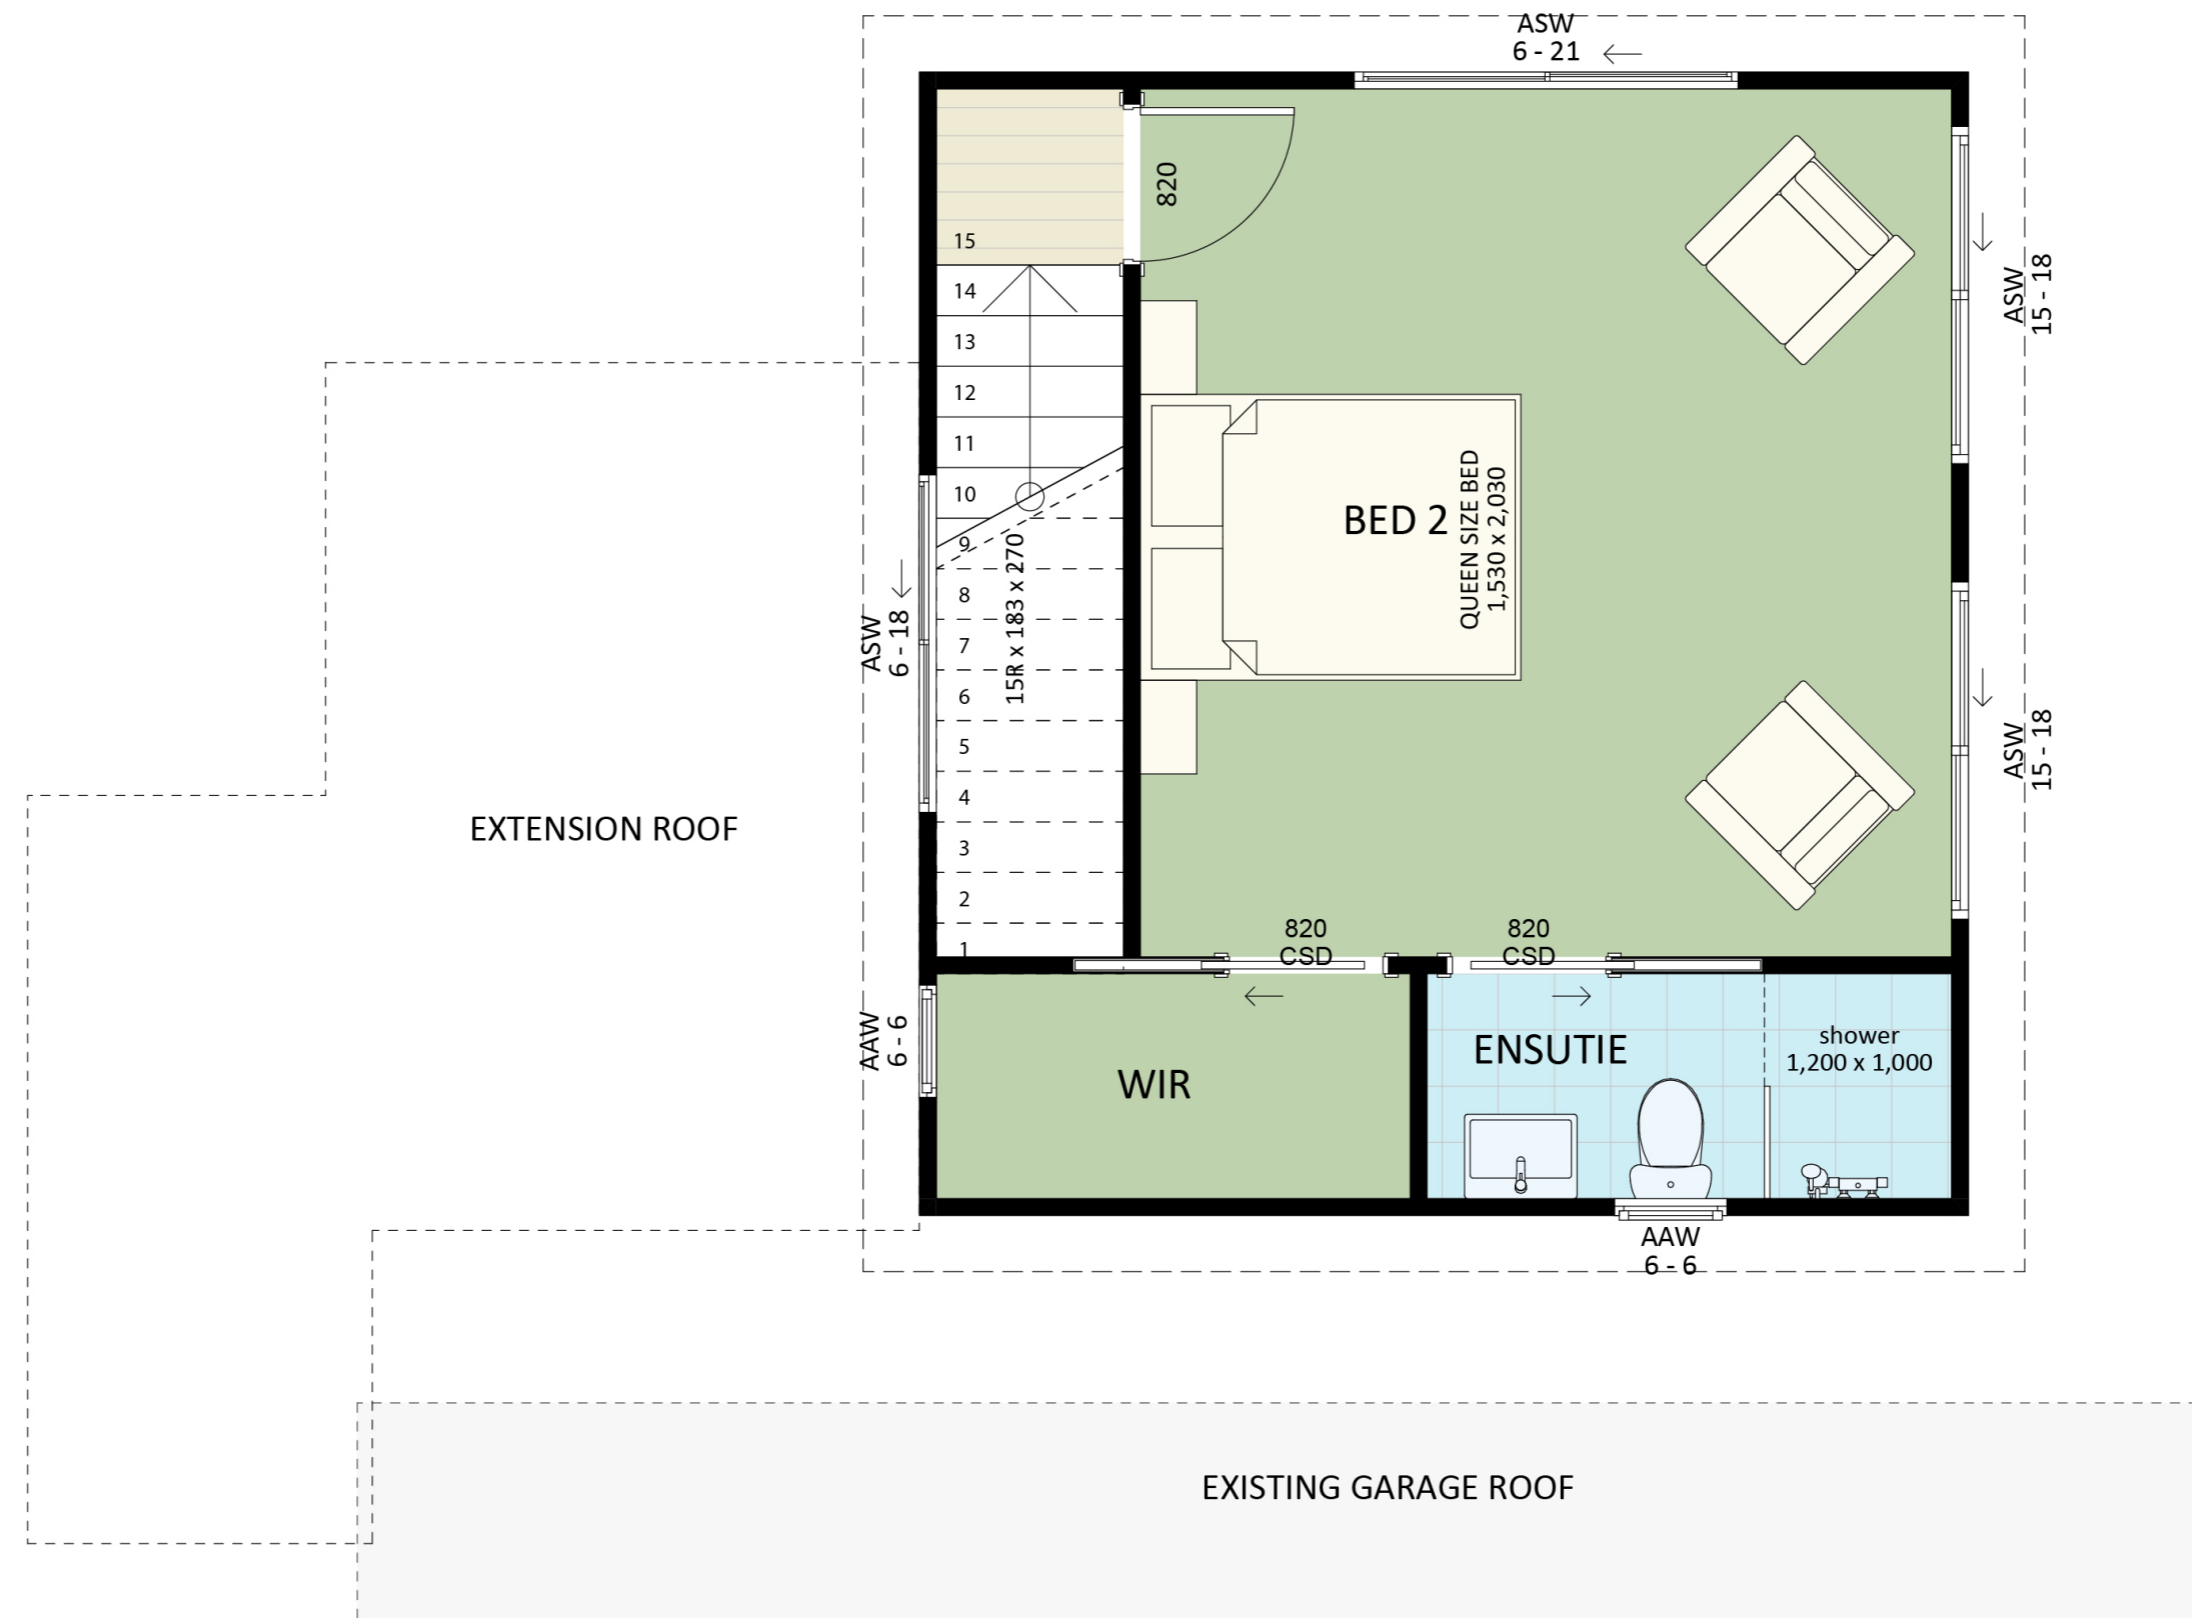 ASW
6 - 21
820
15
14
13
12
11
10
9
8
7
6
5
4
3
2
1
15R x 183 x 270
ASW
6 - 18
BED 2
QUEEN SIZE BED
1,530 x 2,030
ASW
15 - 18
ASW
15 - 18
EXTENSION ROOF
820
CSD
820
CSD
AAW
6 - 6
WIR
ENSUTIE
shower
1,200 x 1,000
AAW
6 - 6
EXISTING GARAGE ROOF